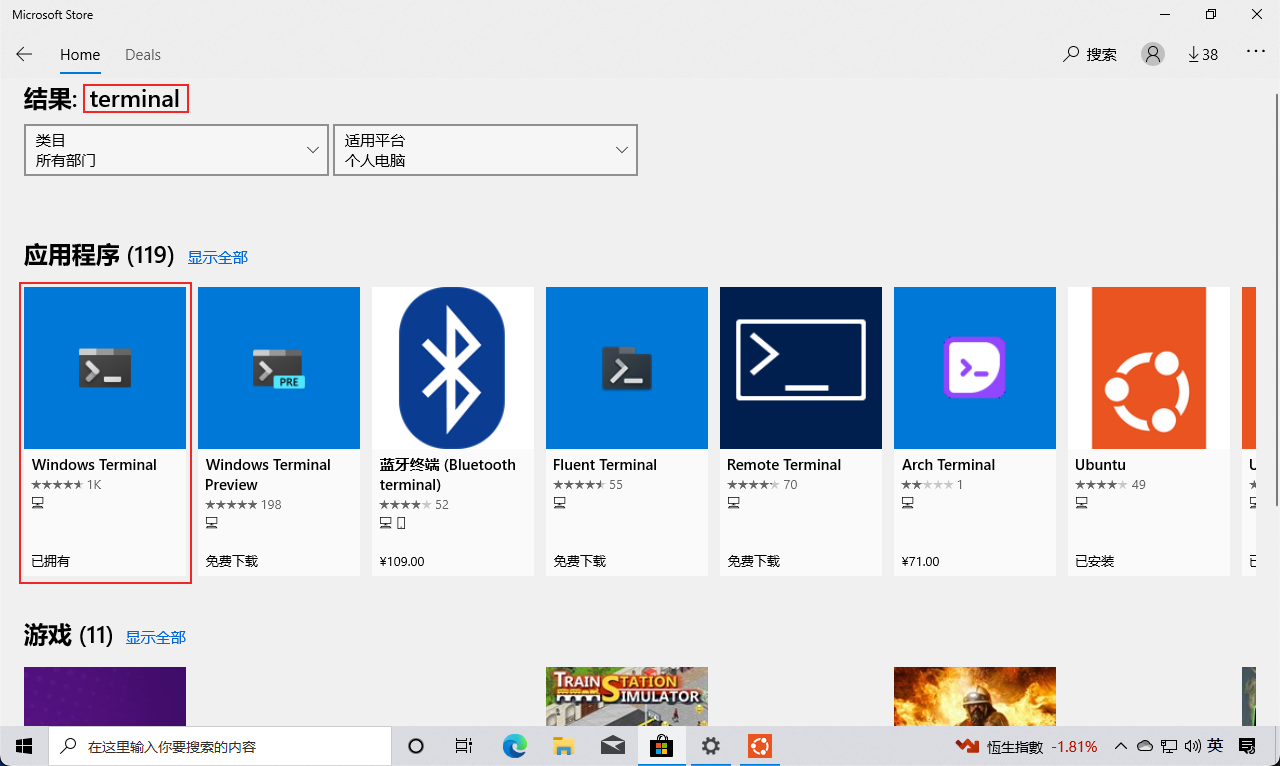 Microsoft Store
Home
Deals
搜索
38
结果: terminal
类目
所有部门
适用平台
个人电脑
应用程序 (119) 显示全部
PRE
Windows Terminal
1K
已拥有
Windows Terminal
Preview
198
免费下载
蓝牙终端 (Bluetooth
terminal)
52
¥109.00
Fluent Terminal
55
免费下载
Remote Terminal
70
免费下载
Arch Terminal
1
¥71.00
Ubuntu
49
已安装
游戏 (11) 显示全部
TRAIN STATION
SIMULATOR
在这里输入你要搜索的内容
恆生指數 -1.81%
英